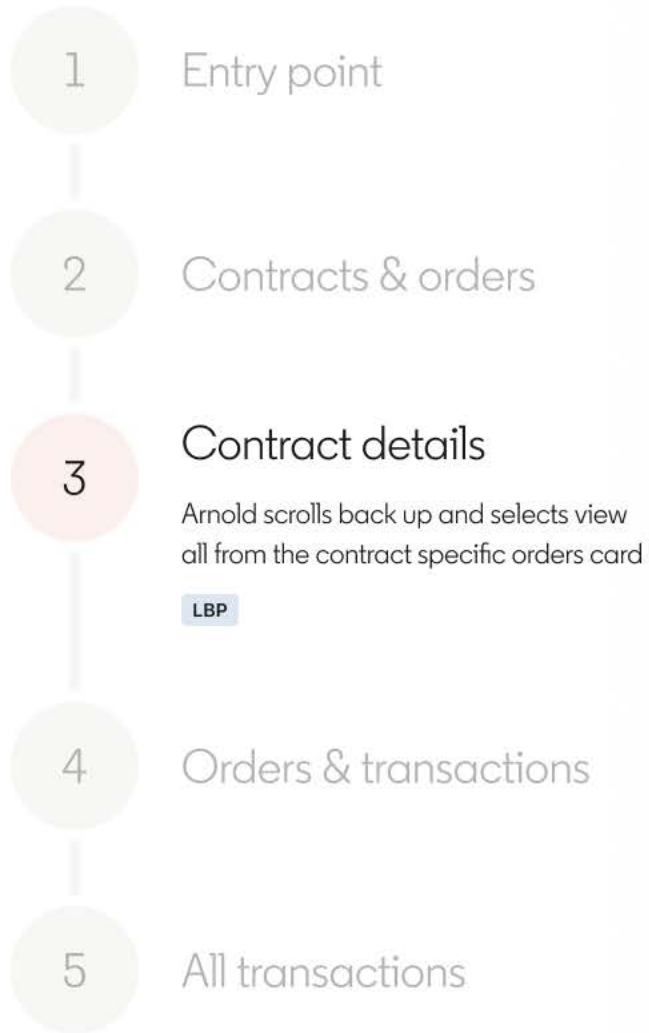 1 Entry point
2 Contracts & orders
3 Contract details
Arnold scrolls back up and selects view
all from the contract specific orders card
LBP
4 Orders & transactions
5 All transactions